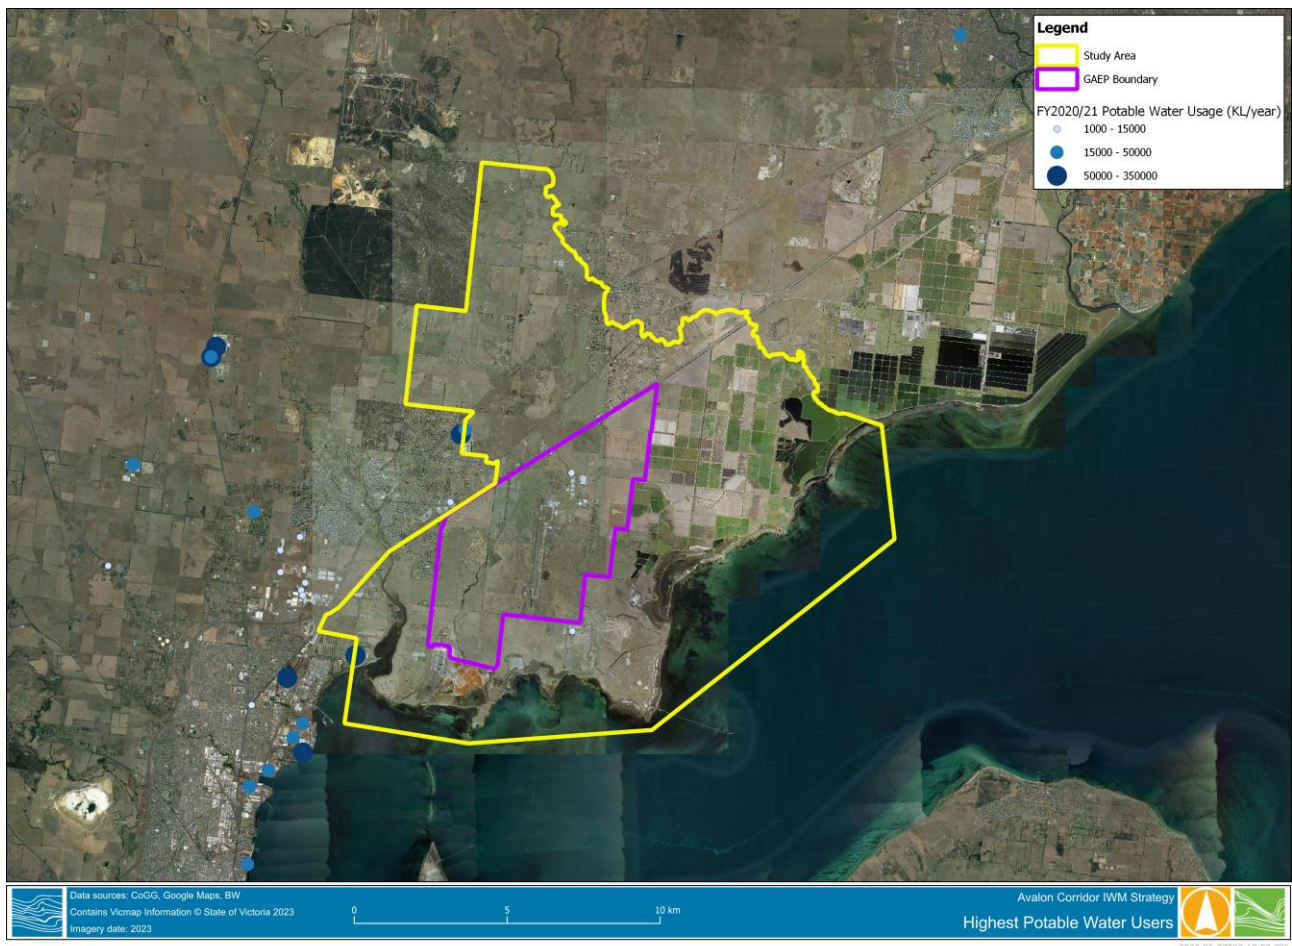 Legend
Study Area
GAEP Boundary
FY2020/21 Potable Water Usage (KL/year)
1000 - 15000
15000 - 50000
50000 - 350000
Data sources: CoGG, Google Maps, BW
Contains Vicmap Information © State of Victoria 2023
Imagery date: 2023
0 5 10 km
Avalon Corridor IWM Strategy
Highest Potable Water Users